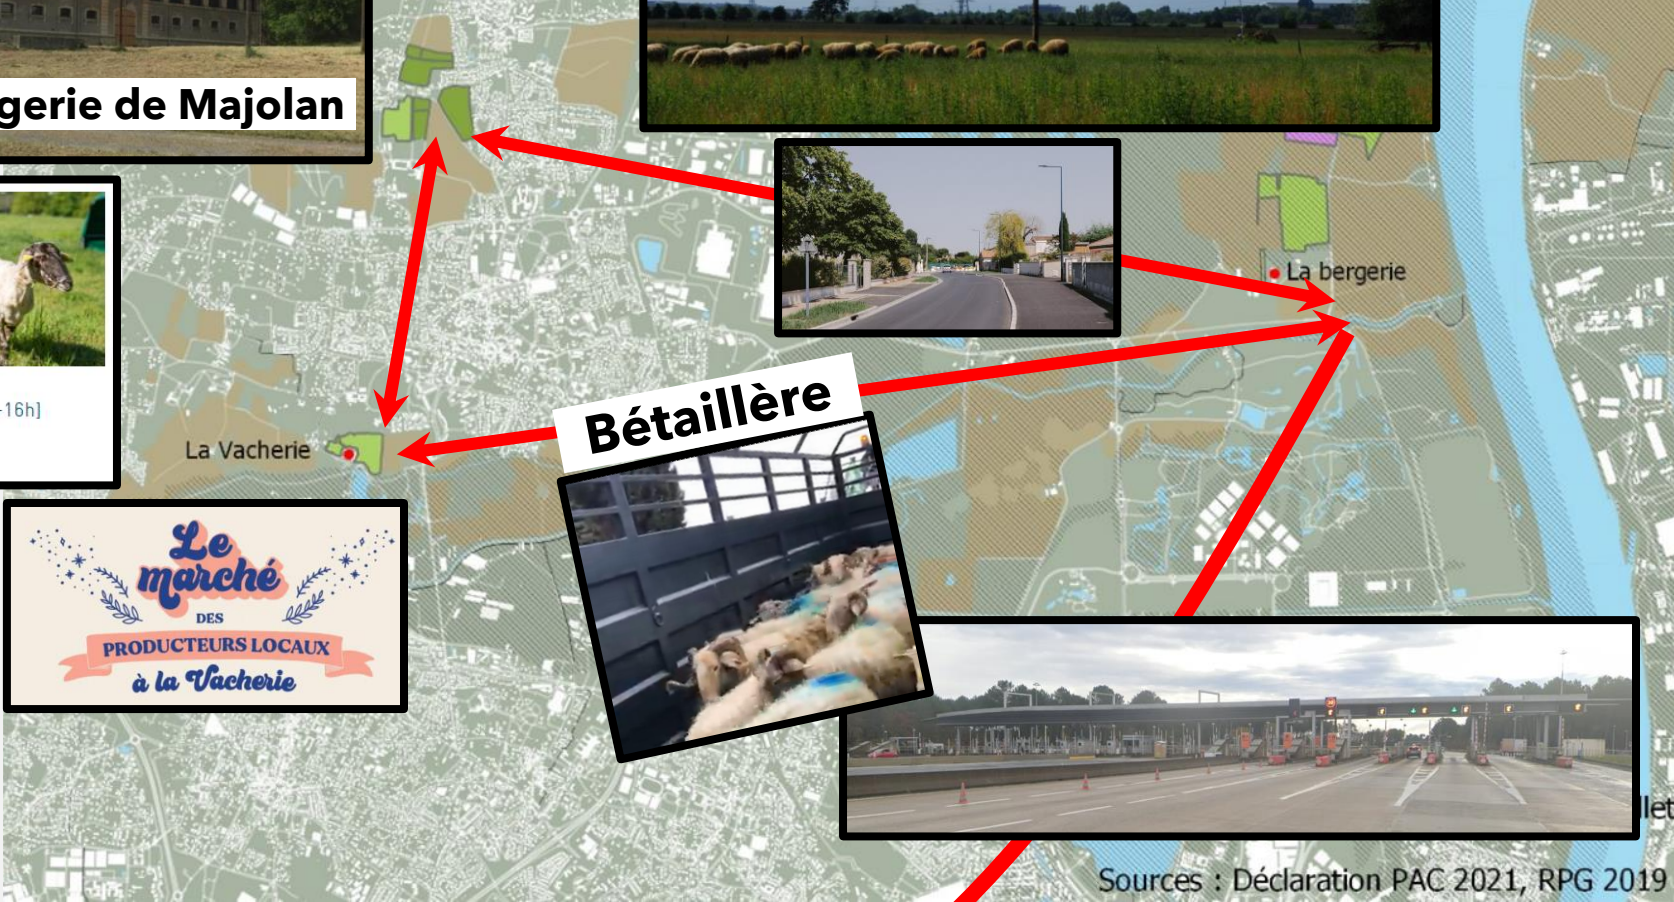 gerie de Majolan
La bergerie
-16h]
Bétaillère
La Vacherie
Le
marché
DES
PRODUCTEURS LOCAUX
à la Vacherie
llet
Sources : Déclaration PAC 2021, RPG 2019